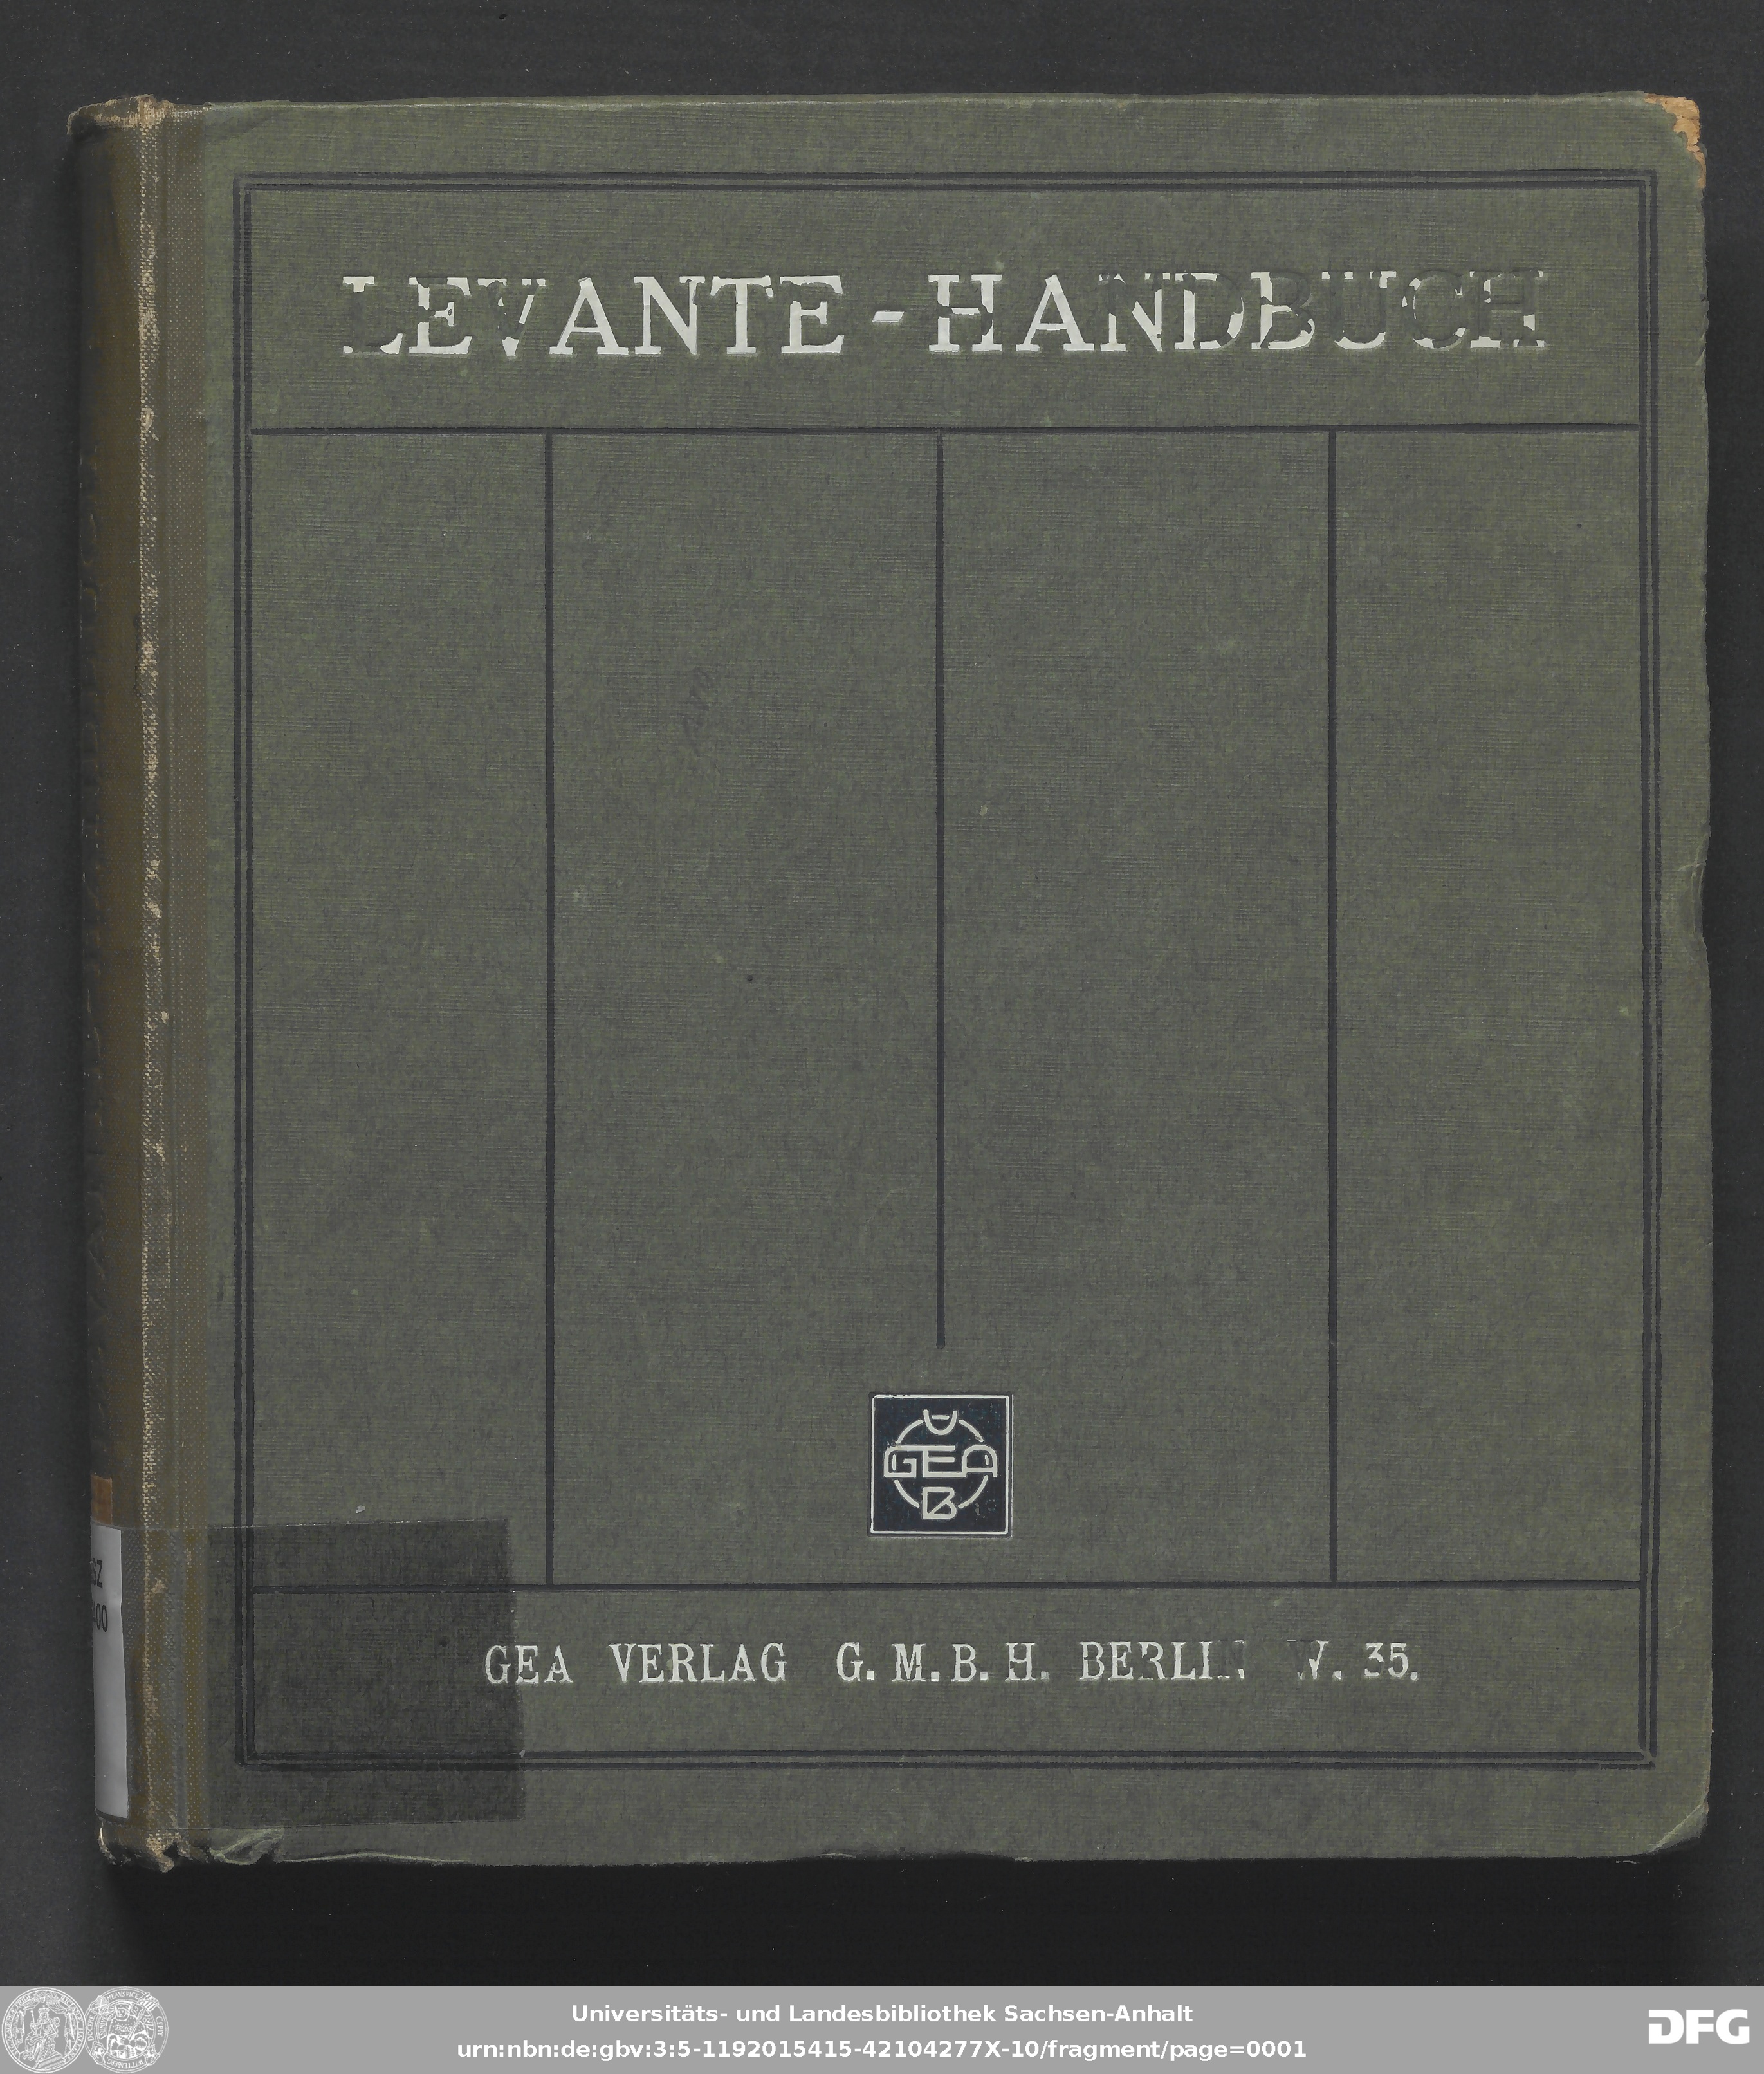 LEVANTE-HANDBUCH
GEA
B
GEA VERLAG G. M. B. H. BERLIN W. 35.
Universitäts- und Landesbibliothek Sachsen-Anhalt
urn:nbn:de:gbv:3:5-1192015415-42104277X-10/fragment/page=0001
DFG